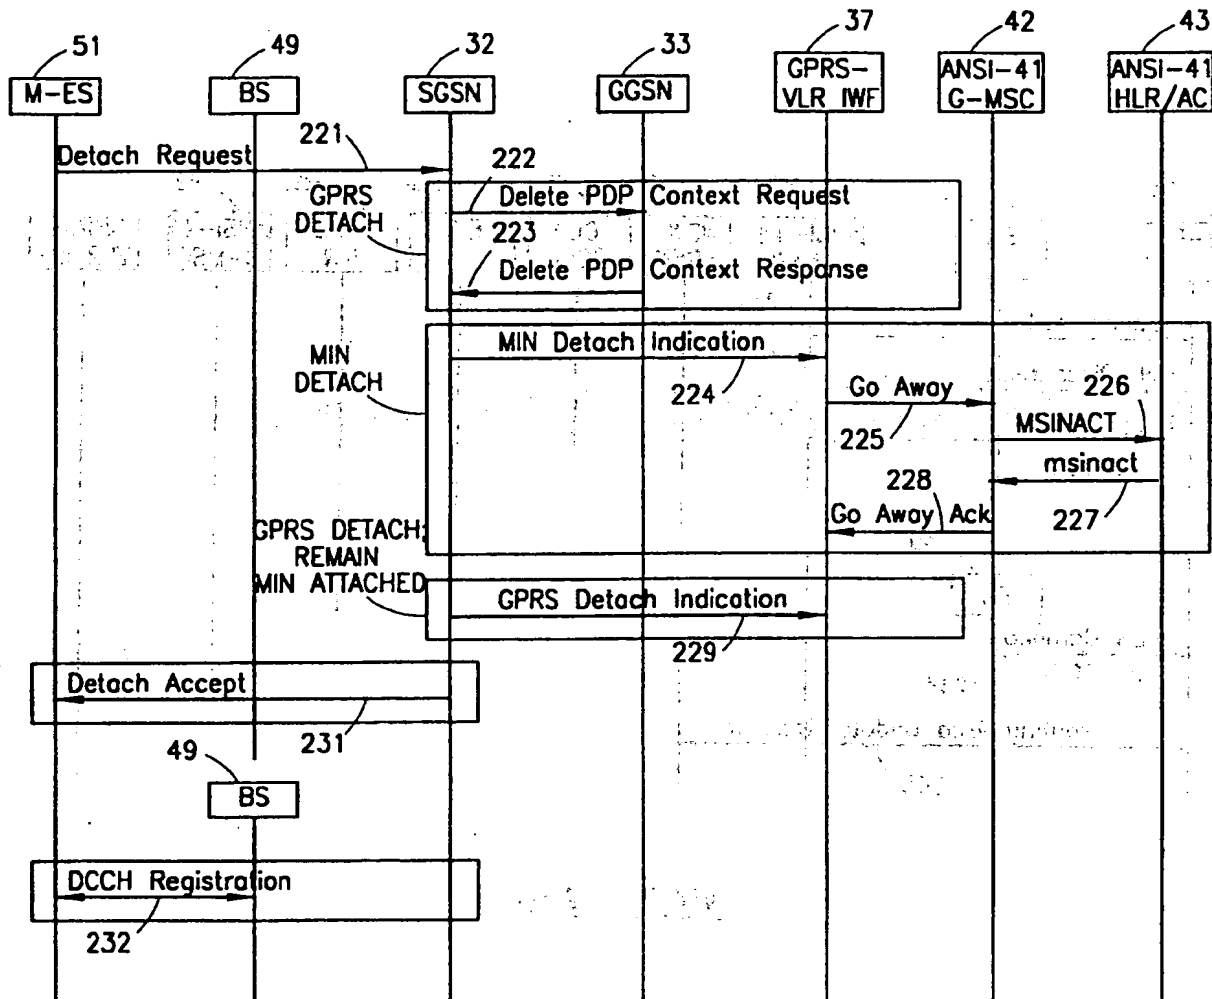 51
49
32
33
37
42
43
M-ES
BS
SGSN
GGSN
GPRS-
VLR IWF
ANSI-41
G-MSC
ANSI-41
HLR/AC
Detach Request
221
222
GPRS
DETACH
Delete PDP Context Request
223
Delete PDP Context Response
MIN
DETACH
MIN Detach Indication
224
Go Away
225
226
MSINACT
msinact
227
228
Go Away Ack
GPRS DETACH;
REMAIN
MIN ATTACHED
GPRS Detach Indication
229
Detach Accept
231
49
BS
DCCH Registration
232